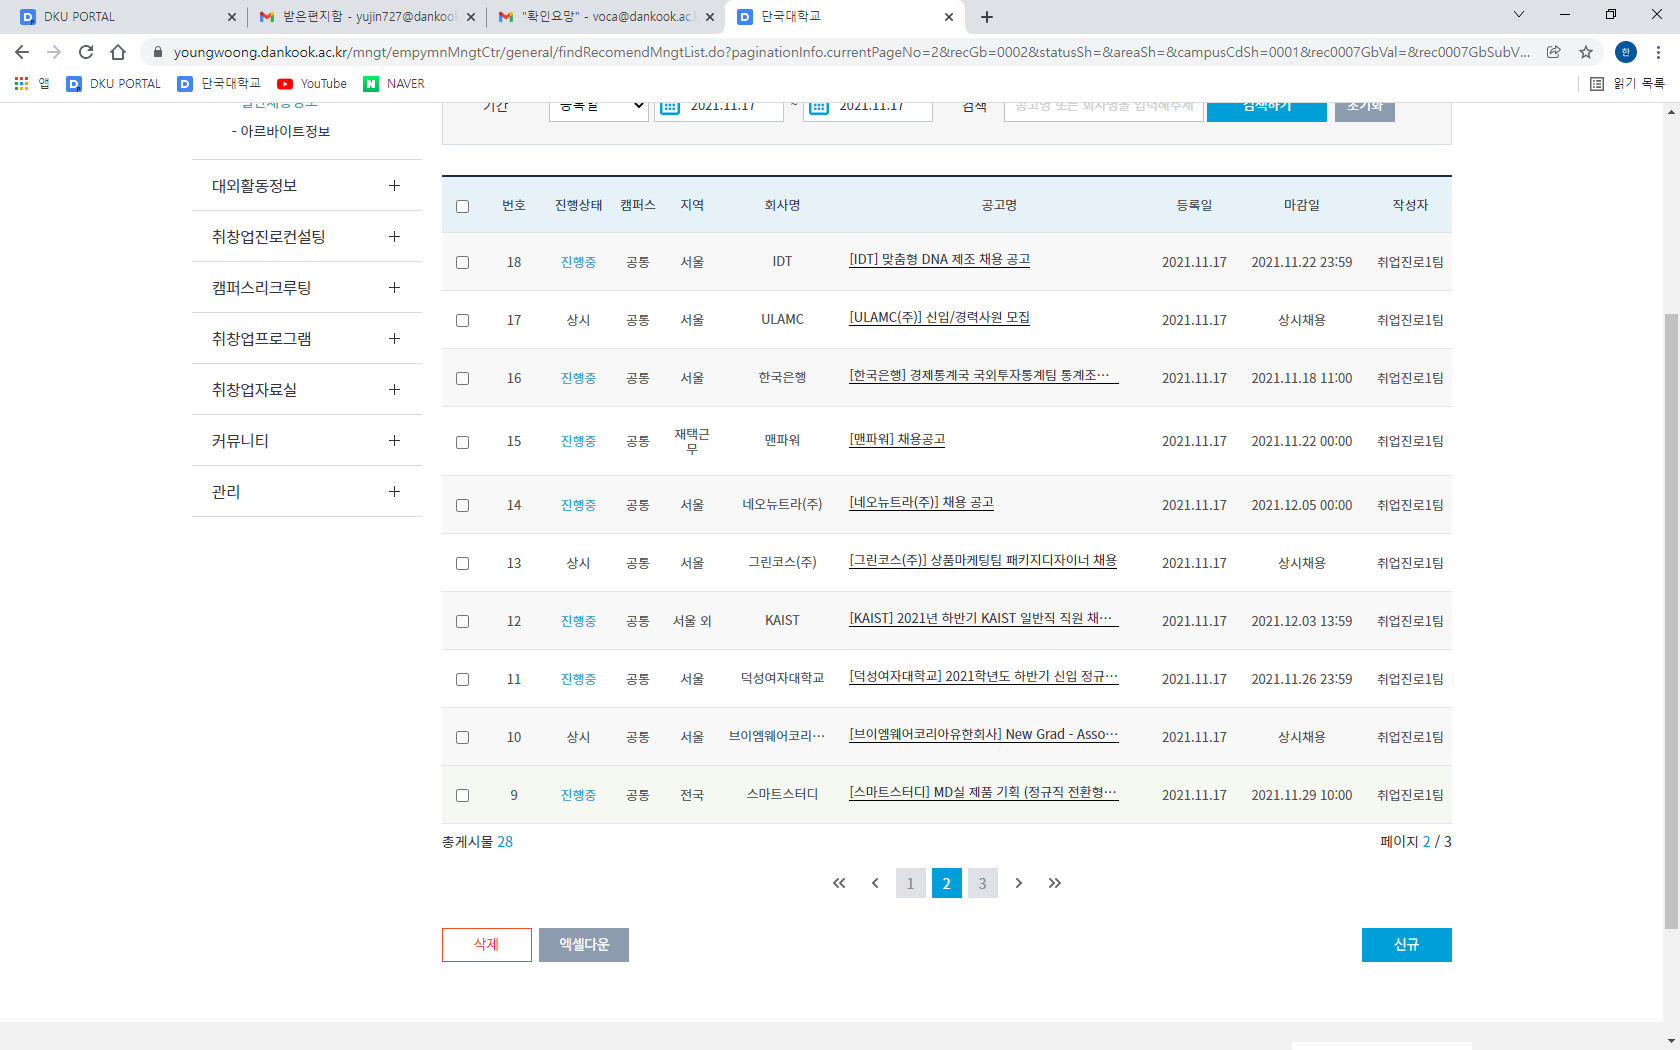 DKU PORTAL
받은편지함 - yujin727@dankook
"확인요망" - voca@dankook.ac.k
단국대학교
youngwoong.dankook.ac.kr/mngt/empymnMngtCtr/general/findRecomendMngtList.do?paginationInfo.currentPageNo=2&recGb=0002&statusSh=&areaSh=&campusCdSh=0001&rec0007GbVal=&rec0007GbSubV...
한
앱
DKU PORTAL
단국대학교
YouTube
NAVER
읽기 목록
일반채용정보
- 아르바이트정보
대외활동정보
취창업진로컨설팅
캠퍼스리크루팅
취창업프로그램
취창업자료실
커뮤니티
관리
기간 등록일 2021.11.17 ~ 2021.11.17 검색 공고명 또는 회사명을 입력해주세 검색하기 초기화
번호 진행상태 캠퍼스 지역 회사명 공고명 등록일 마감일 작성자
18 진행중 공통 서울 IDT [IDT] 맞춤형 DNA 제조 채용 공고 2021.11.17 2021.11.22 23:59 취업진로1팀
17 상시 공통 서울 ULAMC [ULAMC(주)] 신입/경력사원 모집 2021.11.17 상시채용 취업진로1팀
16 진행중 공통 서울 한국은행 [한국은행] 경제통계국 국외투자통계팀 통계조… 2021.11.17 2021.11.18 11:00 취업진로1팀
15 진행중 공통 재택근무 맨파워 [맨파워] 채용공고 2021.11.17 2021.11.22 00:00 취업진로1팀
14 진행중 공통 서울 네오뉴트라(주) [네오뉴트라(주)] 채용 공고 2021.11.17 2021.12.05 00:00 취업진로1팀
13 상시 공통 서울 그린코스(주) [그린코스(주)] 상품마케팅팀 패키지디자이너 채용 2021.11.17 상시채용 취업진로1팀
12 진행중 공통 서울 외 KAIST [KAIST] 2021년 하반기 KAIST 일반직 직원 채… 2021.11.17 2021.12.03 13:59 취업진로1팀
11 진행중 공통 서울 덕성여자대학교 [덕성여자대학교] 2021학년도 하반기 신입 정규… 2021.11.17 2021.11.26 23:59 취업진로1팀
10 상시 공통 서울 브이엠웨어코리… [브이엠웨어코리아유한회사] New Grad - Asso… 2021.11.17 상시채용 취업진로1팀
9 진행중 공통 전국 스마트스터디 [스마트스터디] MD실 제품 기획 (정규직 전환형… 2021.11.17 2021.11.29 10:00 취업진로1팀
총게시물 28
페이지 2 / 3
1 2 3
삭제
엑셀다운
신규